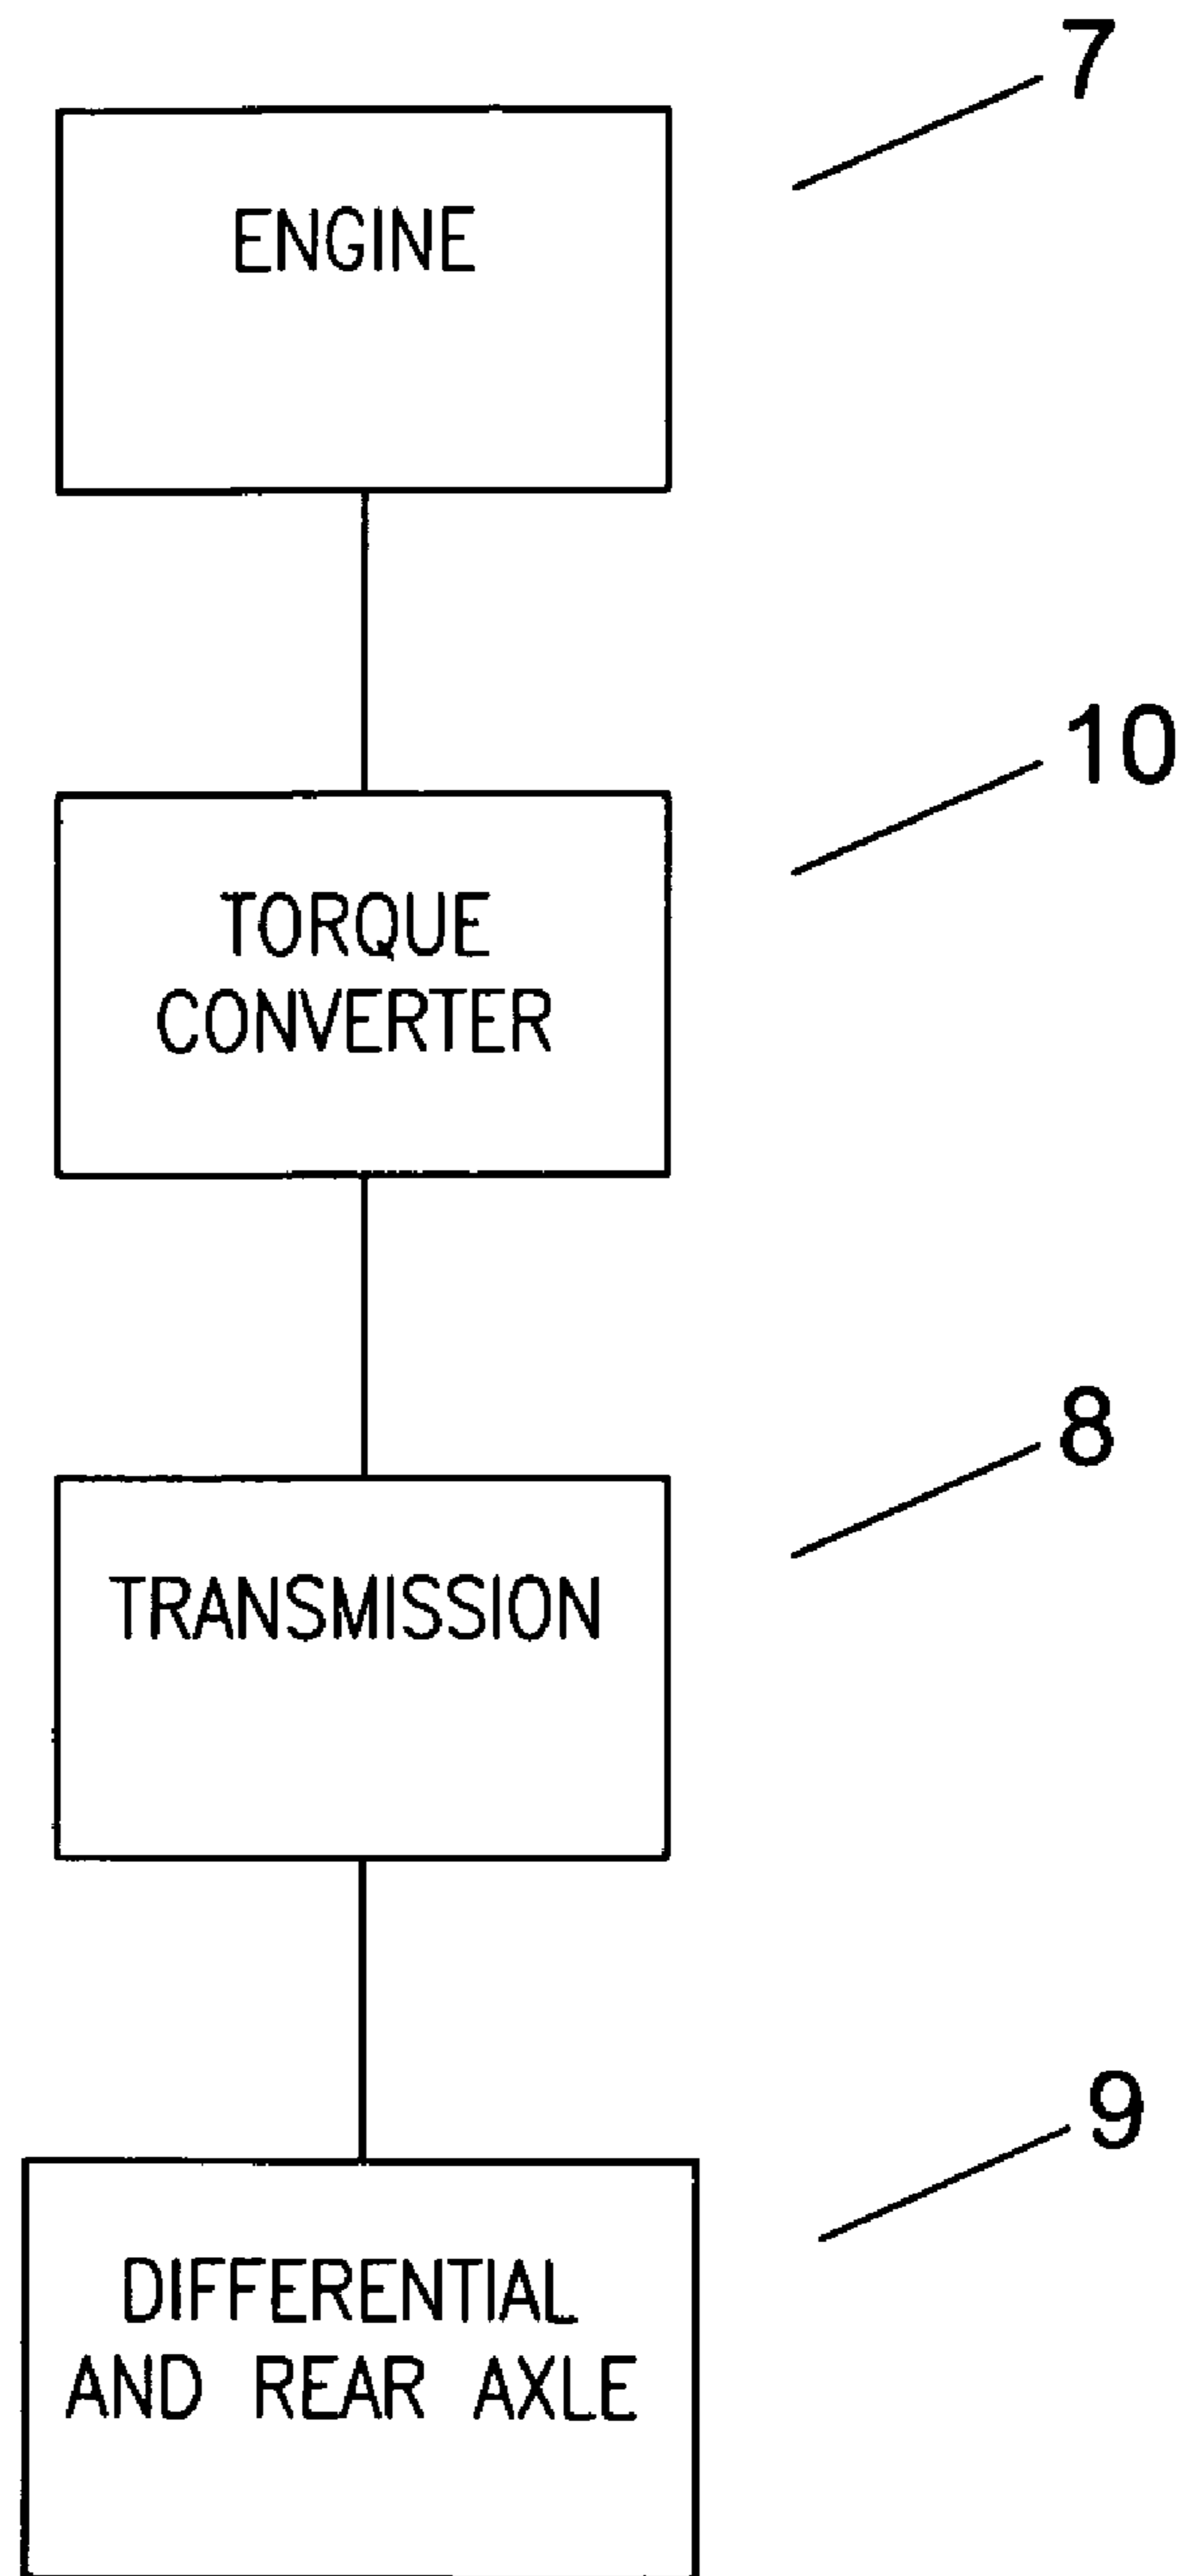 7
ENGINE
10
TORQUE
CONVERTER
8
TRANSMISSION
9
DIFFERENTIAL
AND REAR AXLE